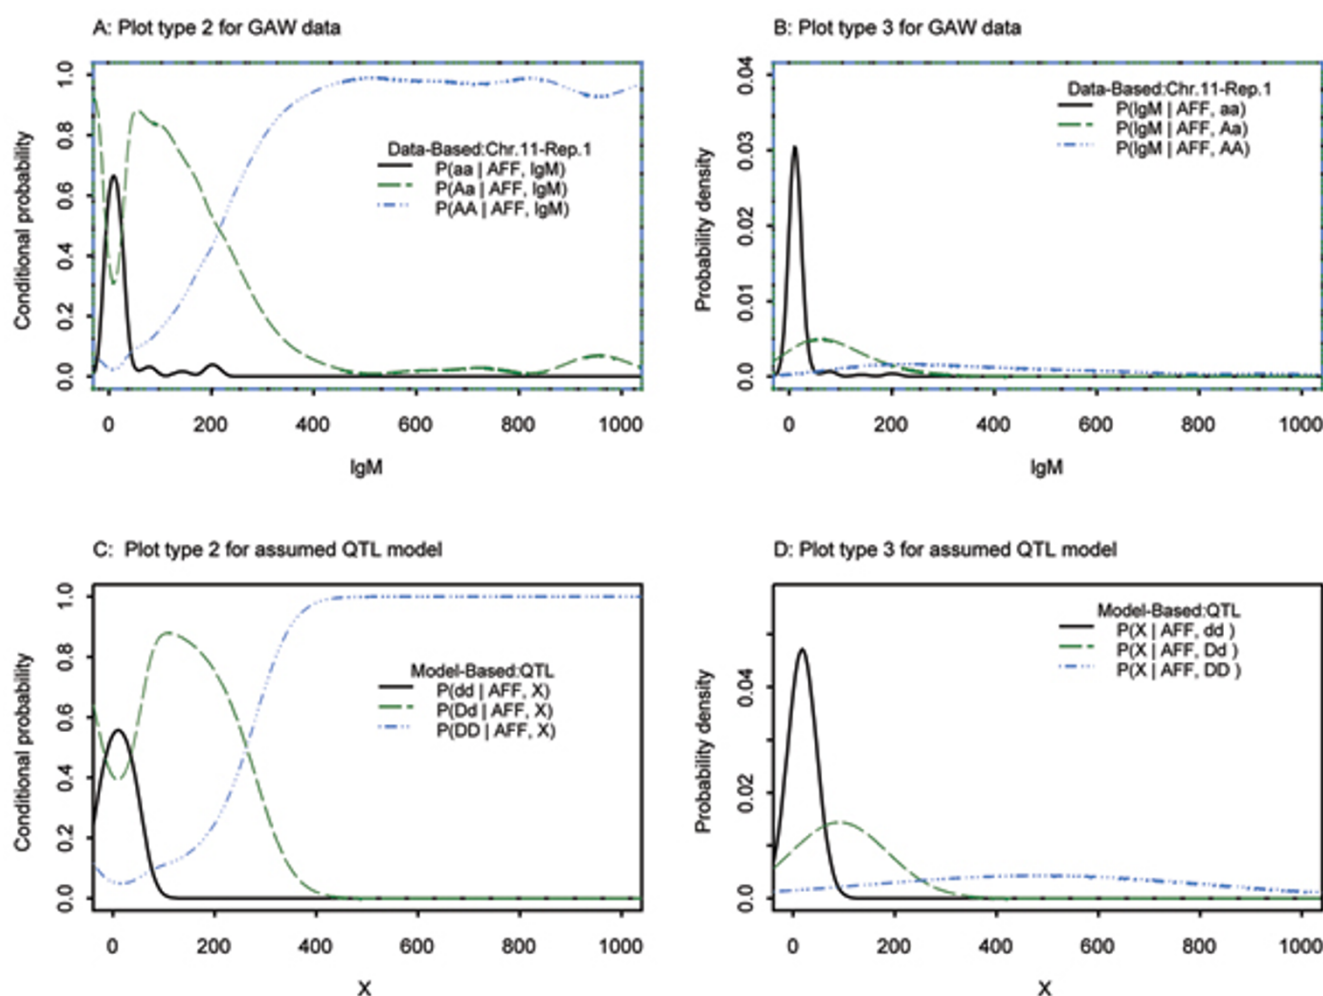 A: Plot type 2 for GAW data
Conditional probability
1.0
0.8
0.6
0.4
0.2
0.0
Data-Based:Chr.11-Rep.1
P(aa | AFF, IgM)
P(Aa | AFF, IgM)
P(AA | AFF, IgM)
0 200 400 600 800 1000
IgM
B: Plot type 3 for GAW data
Probability density
0.04
0.03
0.02
0.01
0.0
Data-Based:Chr.11-Rep.1
P(IgM | AFF, aa)
P(IgM | AFF, Aa)
P(IgM | AFF, AA)
0 200 400 600 800 1000
IgM
C: Plot type 2 for assumed QTL model
Conditional probability
1.0
0.8
0.6
0.4
0.2
0.0
Model-Based:QTL
P(dd | AFF, X)
P(Dd | AFF, X)
P(DD | AFF, X)
0 200 400 600 800 1000
X
D: Plot type 3 for assumed QTL model
Probability density
0.04
0.02
0.0
Model-Based:QTL
P(X | AFF, dd )
P(X | AFF, Dd )
P(X | AFF, DD )
0 200 400 600 800 1000
X